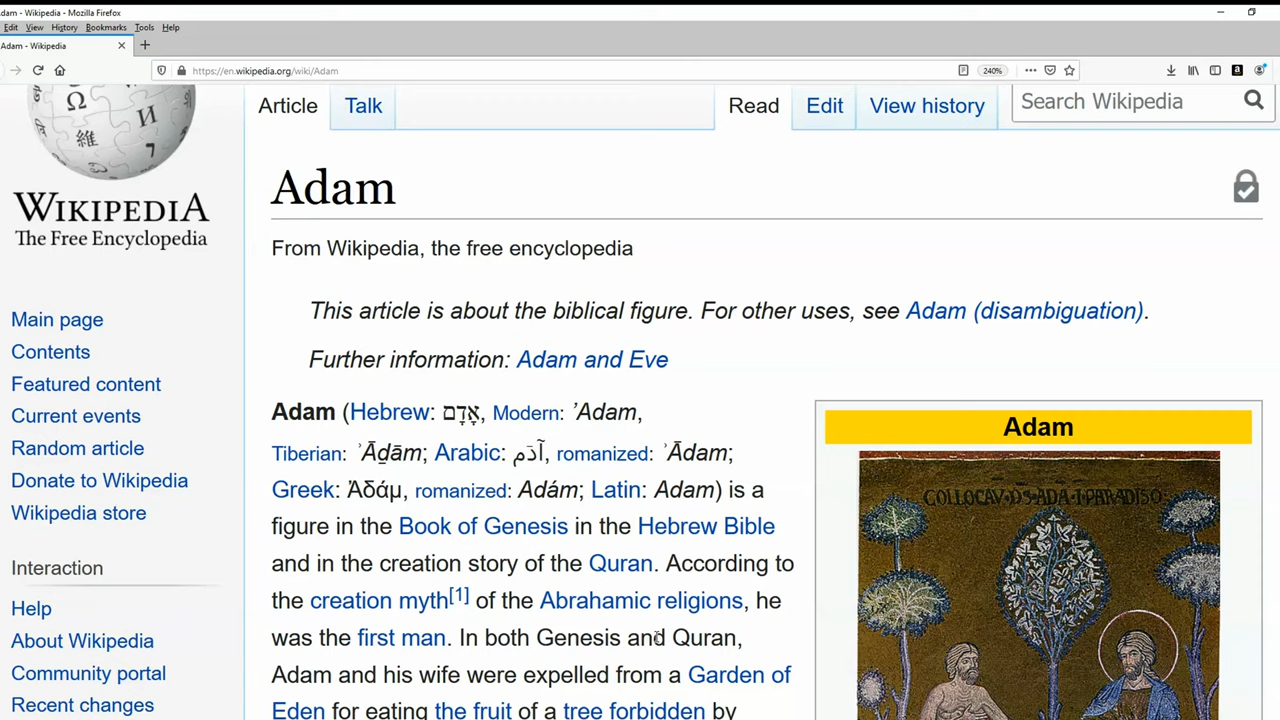 Adam - Wikipedia - Mozilla Firefox
Edit View History Bookmarks Tools Help
Adam - Wikipedia
https://en.wikipedia.org/wiki/Adam
240%
Article Talk Read Edit View history Search Wikipedia
WIKIPEDIA
The Free Encyclopedia
Adam
From Wikipedia, the free encyclopedia
This article is about the biblical figure. For other uses, see Adam (disambiguation).
Further information: Adam and Eve
Main page
Contents
Featured content
Current events
Random article
Donate to Wikipedia
Wikipedia store
Interaction
Help
About Wikipedia
Community portal
Recent changes
Adam (Hebrew: אָדָם, Modern: ʼAdam,
Tiberian: ʾĀḏām; Arabic: آدَم, romanized: ʾĀdam;
Greek: Ἀδάμ, romanized: Adám; Latin: Adam) is a
figure in the Book of Genesis in the Hebrew Bible
and in the creation story of the Quran. According to
the creation myth[1] of the Abrahamic religions, he
was the first man. In both Genesis and Quran,
Adam and his wife were expelled from a Garden of
Eden for eating the fruit of a tree forbidden by
Adam